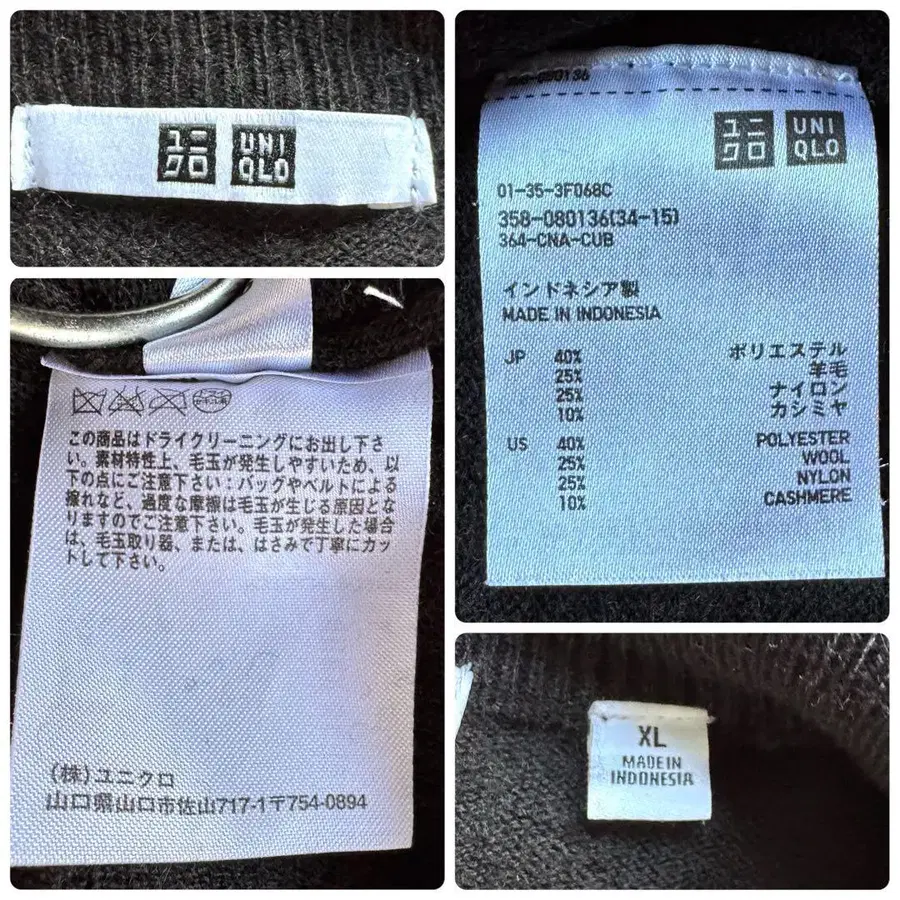 ユニ
クロ
UNI
QLO
この商品はドライクリーニングにお出し下さ
い。素材特性上、毛玉が発生しやすいため、以
下の点にご注意下さい:バッグやベルトによる
擦れなど、過度な摩擦は毛玉が生じる原因とな
りますのでご注意下さい。毛玉が発生した場合
は、毛玉取り器、または、はさみで丁寧にカッ
トして下さい。
(株)ユニクロ
山口県山口市佐山717-1〒754-0894
ユニ
クロ
UNI
QLO
01-35-3F068C
358-080136(34-15)
364-CNA-CUB
インドネシア製
MADE IN INDONESIA
JP 40% ポリエステル
25% 羊毛
25% ナイロン
10% カシミヤ
US 40% POLYESTER
25% WOOL
25% NYLON
10% CASHMERE
XL
MADE IN
INDONESIA